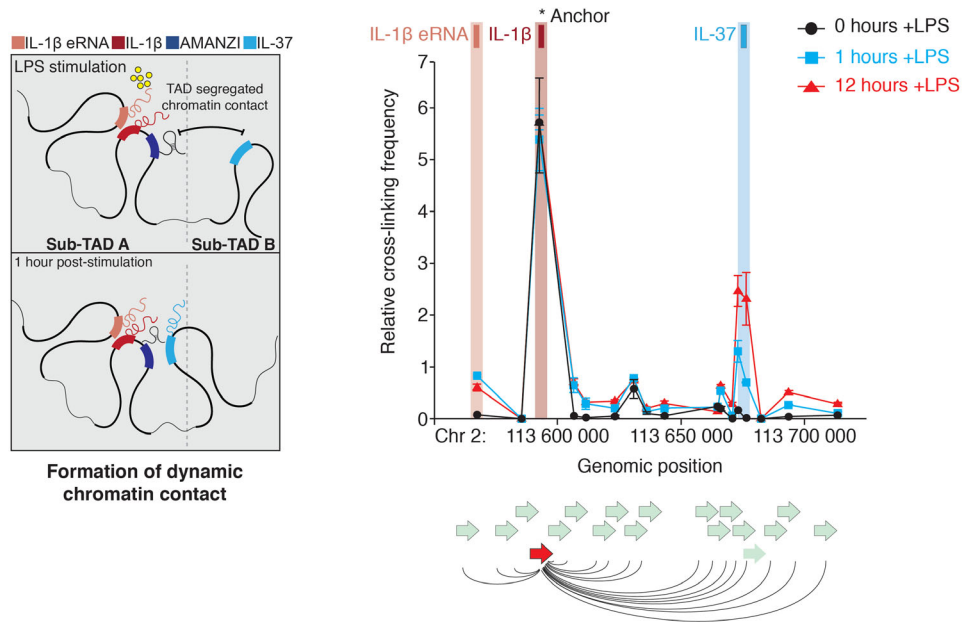 IL-1β eRNA IL-1β AMANZI IL-37
LPS stimulation
TAD segregated
chromatin contact
Sub-TAD A
Sub-TAD B
1 hour post-stimulation
Formation of dynamic
chromatin contact
* Anchor
IL-1β eRNA
IL-1β
IL-37
0 hours +LPS
1 hours +LPS
12 hours +LPS
Relative cross-linking frequency
7
6
5
4
3
2
1
0
Chr 2:
113 600 000
113 650 000
113 700 000
Genomic position